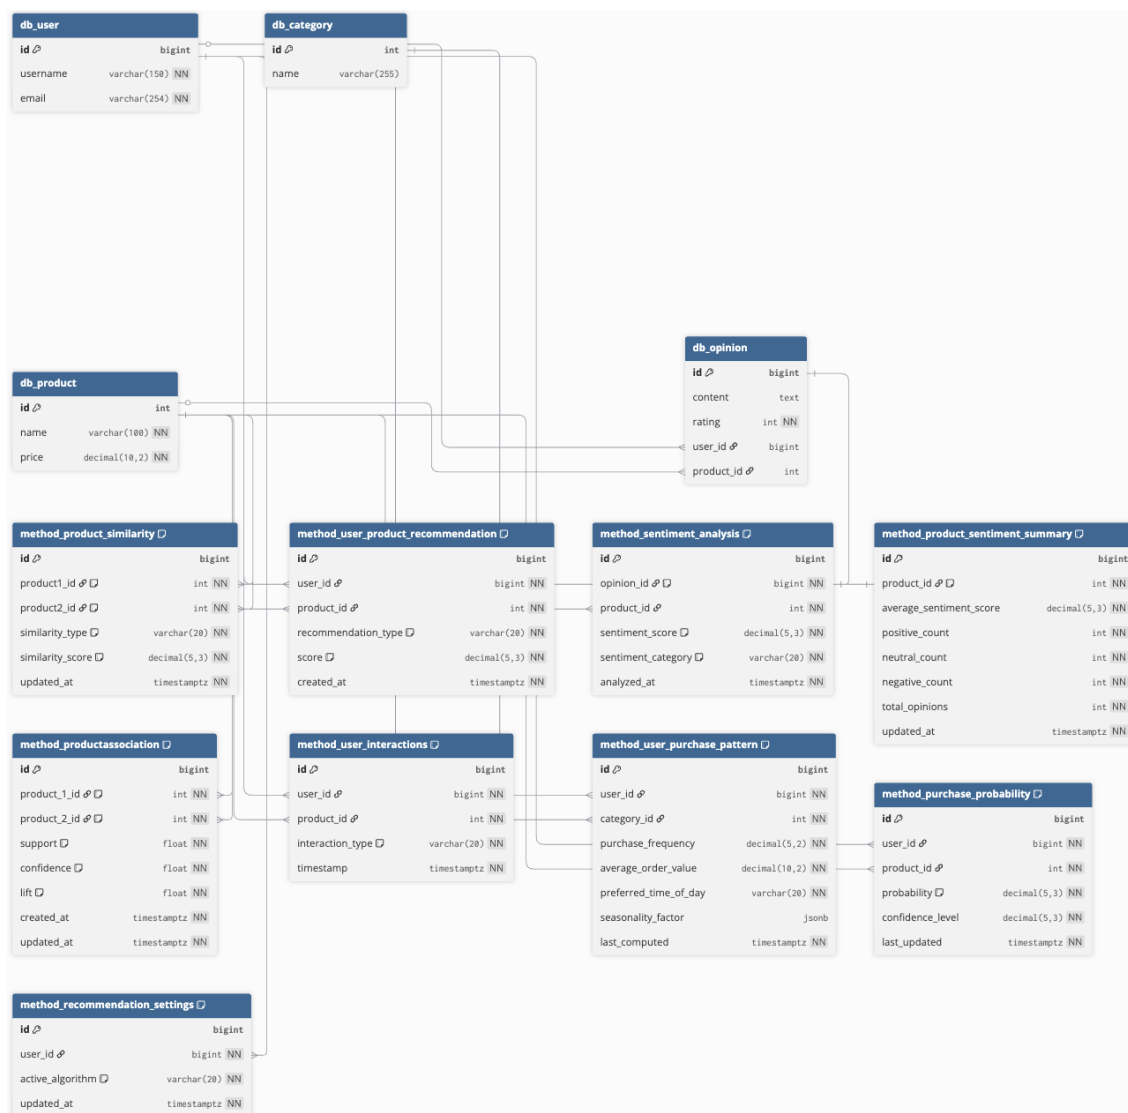 db_user
id bigint
username varchar(150) NN
email varchar(254) NN
db_category
id int
name varchar(255)
db_opinion
id bigint
content text
rating int NN
user_id bigint
product_id int
db_product
id int
name varchar(100) NN
price decimal(10,2) NN
method_product_similarity
id bigint
product1_id int NN
product2_id int NN
similarity_type varchar(20) NN
similarity_score decimal(5,3) NN
updated_at timestamptz NN
method_user_product_recommendation
id bigint
user_id bigint NN
product_id int NN
recommendation_type varchar(20) NN
score decimal(5,3) NN
created_at timestamptz NN
method_sentiment_analysis
id bigint
opinion_id bigint NN
product_id int NN
sentiment_score decimal(5,3) NN
sentiment_category varchar(20) NN
analyzed_at timestamptz NN
method_product_sentiment_summary
id bigint
product_id int NN
average_sentiment_score decimal(5,3) NN
positive_count int NN
neutral_count int NN
negative_count int NN
total_opinions int NN
updated_at timestamptz NN
method_productassociation
id bigint
product_1_id int NN
product_2_id int NN
support float NN
confidence float NN
lift float NN
created_at timestamptz NN
updated_at timestamptz NN
method_user_interactions
id bigint
user_id bigint NN
product_id int NN
interaction_type varchar(20) NN
timestamp timestamptz NN
method_user_purchase_pattern
id bigint
user_id bigint NN
category_id int NN
purchase_frequency decimal(5,2) NN
average_order_value decimal(10,2) NN
preferred_time_of_day varchar(20) NN
seasonality_factor jsonb
last_computed timestamptz NN
method_purchase_probability
id bigint
user_id bigint NN
product_id int NN
probability decimal(5,3) NN
confidence_level decimal(5,3) NN
last_updated timestamptz NN
method_recommendation_settings
id bigint
user_id bigint NN
active_algorithm varchar(20) NN
updated_at timestamptz NN